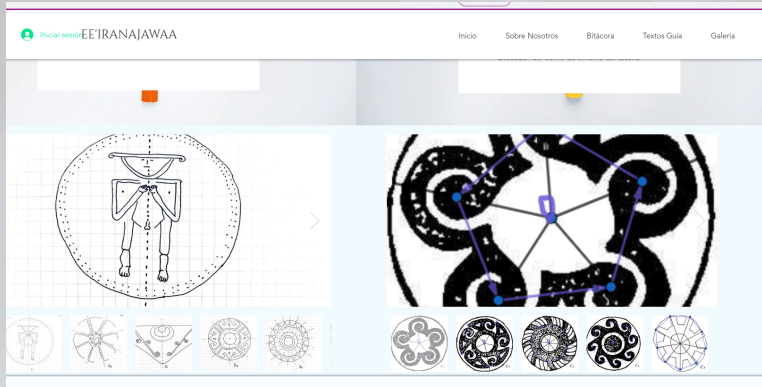 Iniciar sesión
EE'IRANAJAWAA
Inicio
Sobre Nosotros
Bitácora
Textos Guía
Galería